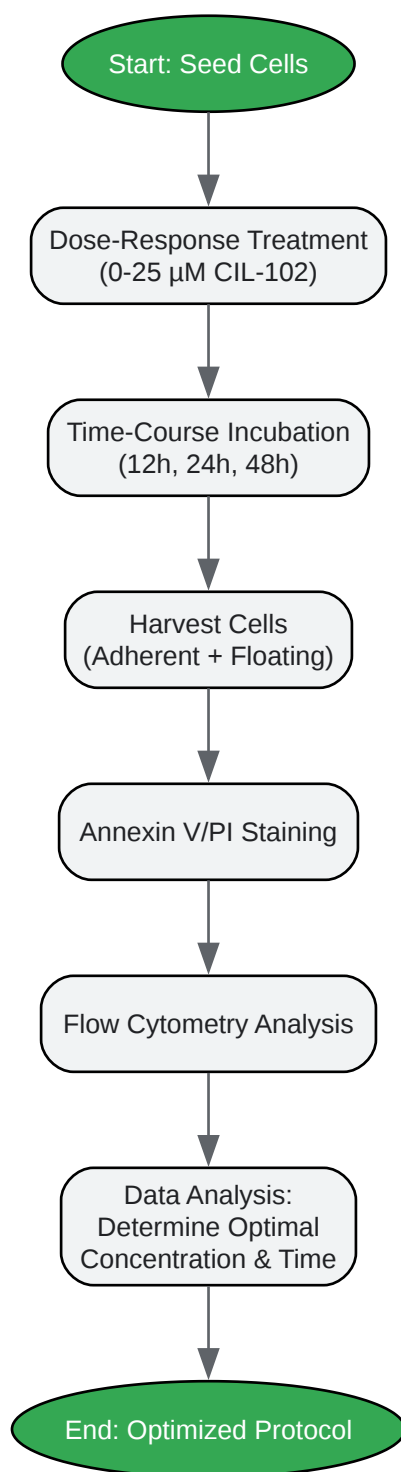 Start: Seed Cells
Dose-Response Treatment
(0-25 µM CIL-102)
Time-Course Incubation
(12h, 24h, 48h)
Harvest Cells
(Adherent + Floating)
Annexin V/PI Staining
Flow Cytometry Analysis
Data Analysis:
Determine Optimal
Concentration & Time
End: Optimized Protocol